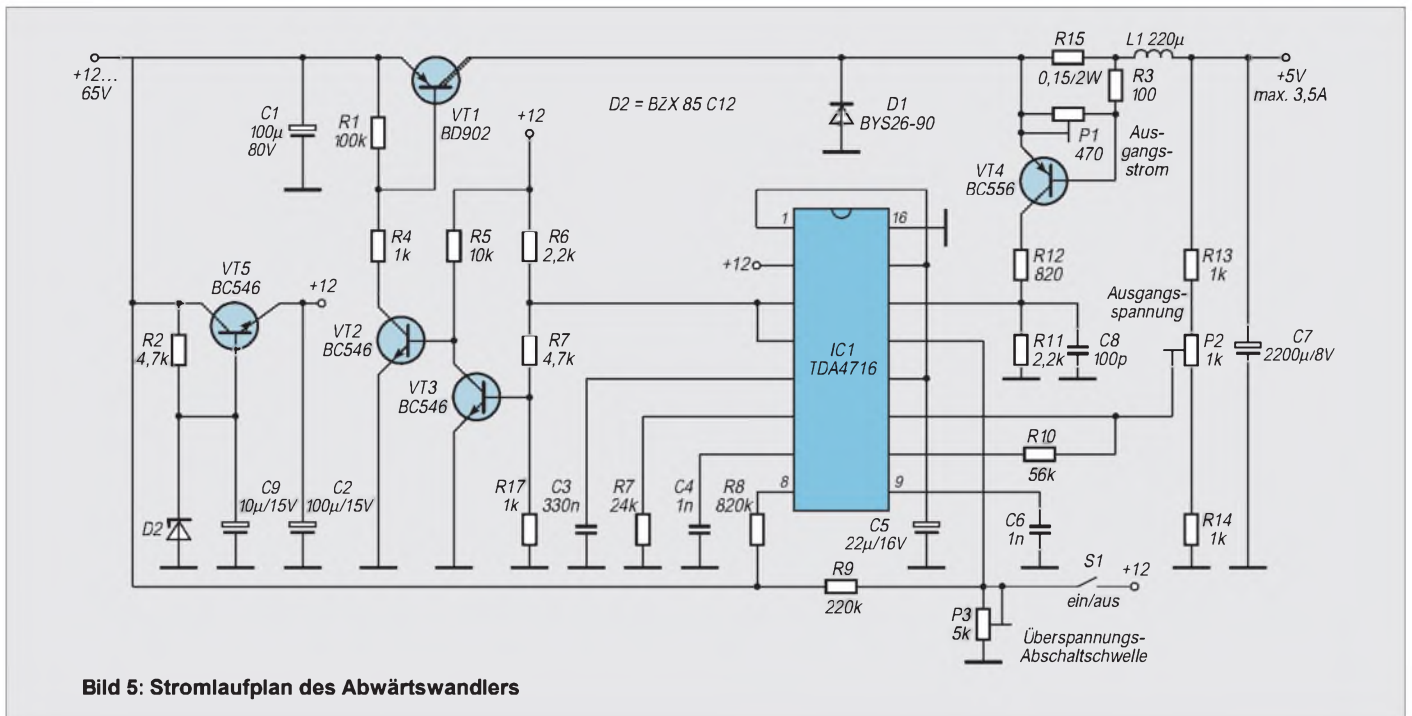 +12...
65V
C1
100µ
80V
R1
100k
VT1
BD902
+12
D2 = BZX 85 C12
D1
BYS26-90
R15
0,15/2W
L1 220µ
R3
100
+5V
max. 3,5A
P1
470
Aus-
gangs-
strom
VT4
BC556
R4
1k
R5
10k
R6
2,2k
1
16
+12
R12
820
R13
1k
VT5
BC546
+12
R2
4,7k
VT2
BC546
R7
4,7k
VT3
BC546
IC1
TDA4716
R11
2,2k
C8
100p
Ausgangs-
spannung
P2
1k
C7
2200µ/8V
R10
56k
D2
C9
10µ/15V
C2
100µ/15V
R17
1k
C3
330n
R7
24k
C4
1n
R8
820k
8
9
C5
22µ/16V
C6
1n
R14
1k
R9
220k
S1
+12
ein/aus
P3
5k
Überspannungs-
Abschaltschwelle
Bild 5: Stromlaufplan des Abwärtswandlers